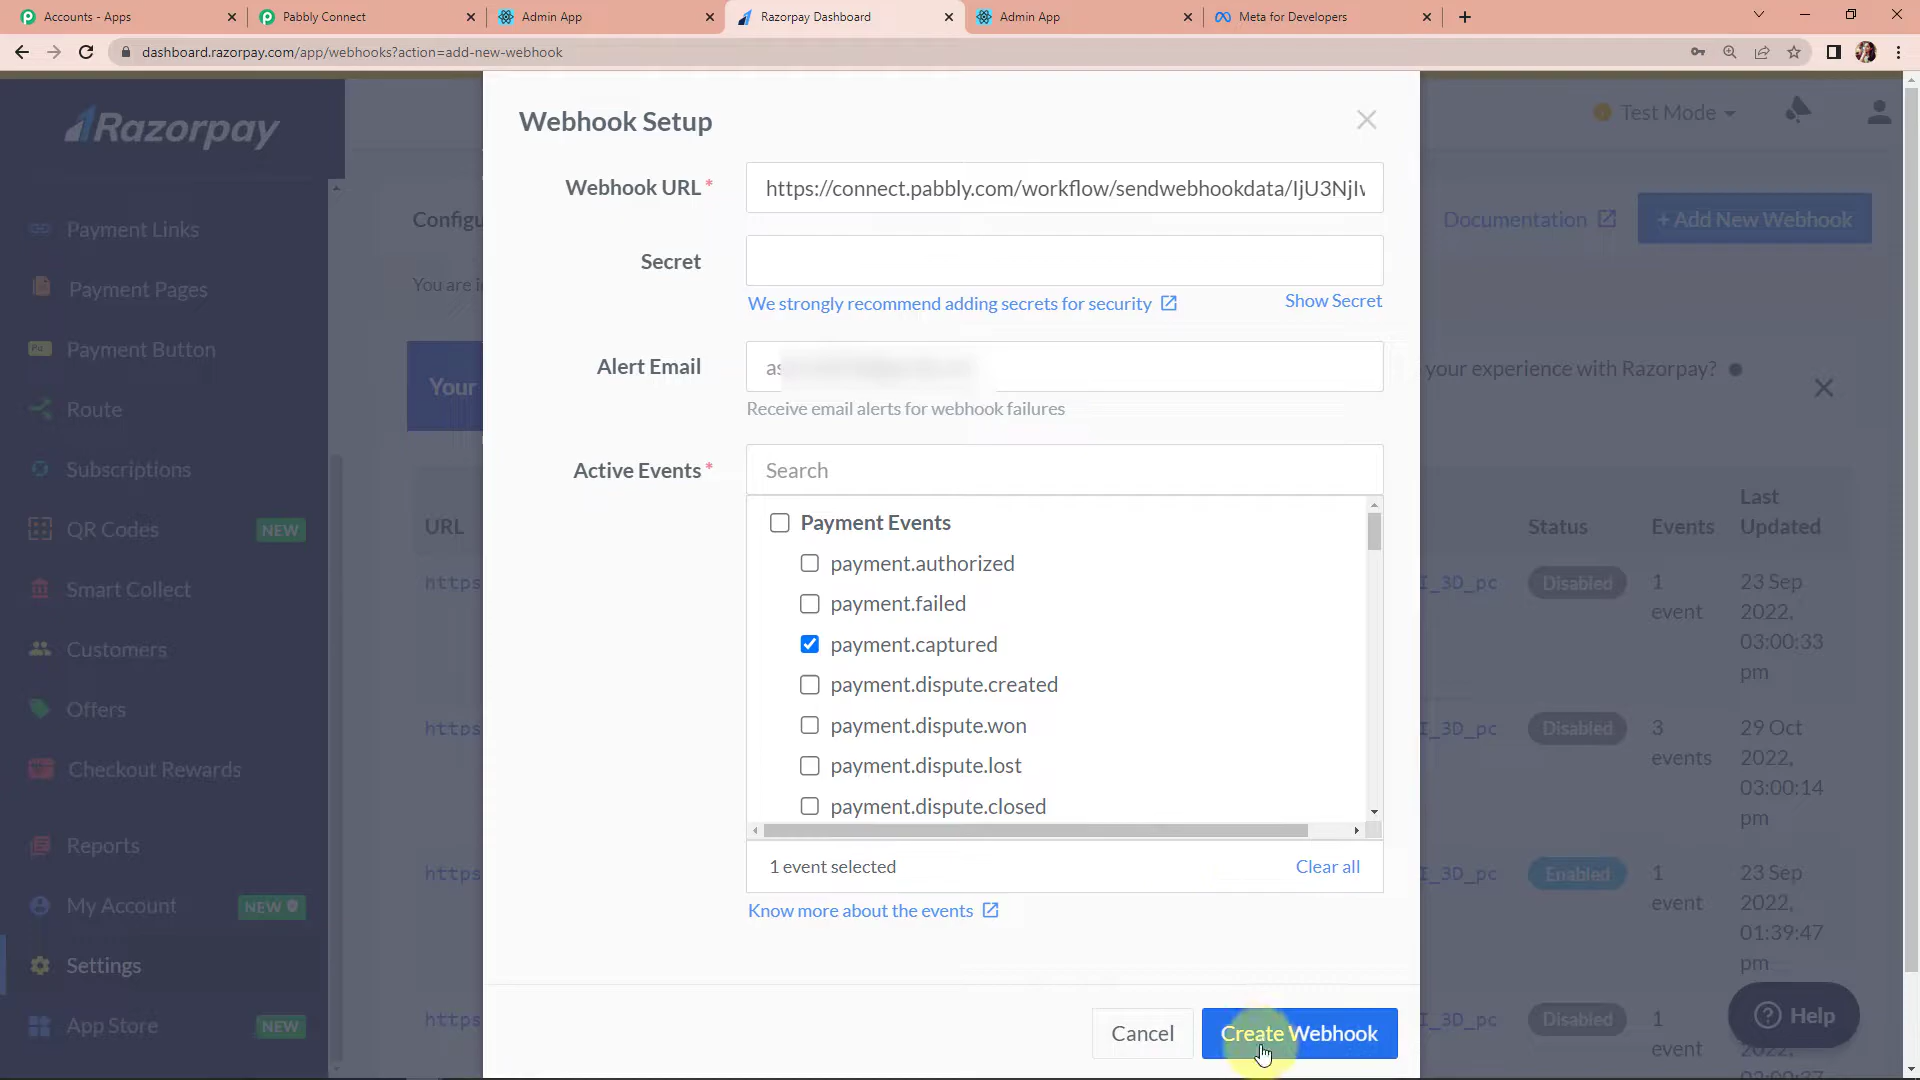 Accounts - Apps
Pabbly Connect
Admin App
Razorpay Dashboard
Admin App
Meta for Developers
dashboard.razorpay.com/app/webhooks?action=add-new-webhook
Razorpay
Payment Links
Payment Pages
Payment Button
Route
Subscriptions
QR Codes NEW
Smart Collect
Customers
Offers
Checkout Rewards
Reports
My Account NEW
Settings
App Store NEW
Test Mode
Documentation
+ Add New Webhook
You are
Your
your experience with Razorpay?
URL
Status
Events
Last
Updated
https
I_3D_pc
Disabled
1
event
23 Sep
2022,
03:00:33
pm
https
I_3D_pc
Disabled
3
events
29 Oct
2022,
03:00:14
pm
https
I_3D_pc
Enabled
1
event
23 Sep
2022,
01:39:47
pm
https
I_3D_pc
Disabled
1
event
Help
Webhook Setup
Webhook URL *
https://connect.pabbly.com/workflow/sendwebhookdata/IjU3NjIv
Secret
We strongly recommend adding secrets for security
Show Secret
Alert Email
as
Receive email alerts for webhook failures
Active Events *
Search
Payment Events
payment.authorized
payment.failed
payment.captured
payment.dispute.created
payment.dispute.won
payment.dispute.lost
payment.dispute.closed
1 event selected
Clear all
Know more about the events
Cancel
Create Webhook